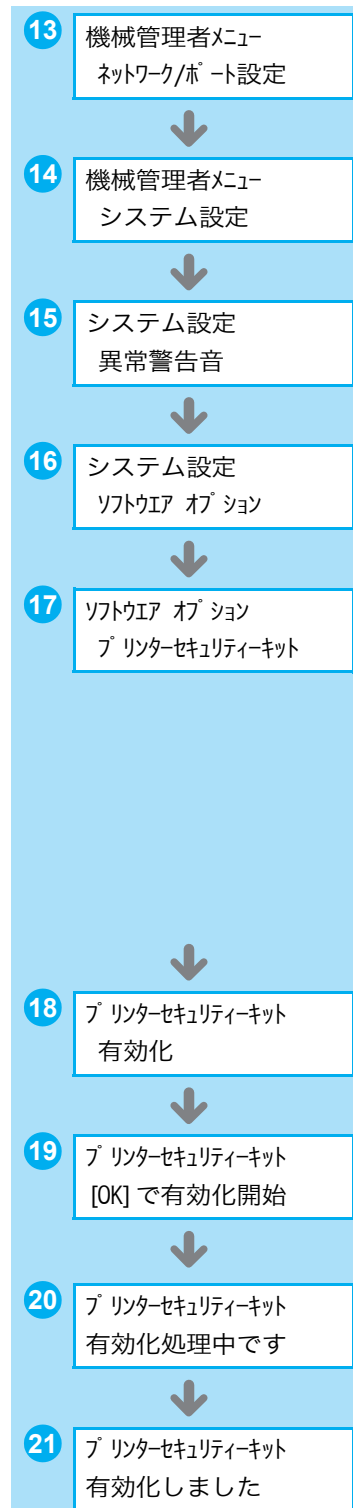 13
機械管理者ﾒﾆｭｰ
ﾈｯﾄﾜｰｸ/ﾎﾟｰﾄ設定
14
機械管理者ﾒﾆｭｰ
システム設定
15
システム設定
異常警告音
16
システム設定
ｿﾌﾄｳｴｱ ｵﾌﾟｼｮﾝ
17
ｿﾌﾄｳｴｱ ｵﾌﾟｼｮﾝ
ﾌﾟﾘﾝﾀｰｾｷｭﾘﾃｨｰｷｯﾄ
18
ﾌﾟﾘﾝﾀｰｾｷｭﾘﾃｨｰｷｯﾄ
有効化
19
ﾌﾟﾘﾝﾀｰｾｷｭﾘﾃｨｰｷｯﾄ
[OK] で有効化開始
20
ﾌﾟﾘﾝﾀｰｾｷｭﾘﾃｨｰｷｯﾄ
有効化処理中です
21
ﾌﾟﾘﾝﾀｰｾｷｭﾘﾃｨｰｷｯﾄ
有効化しました